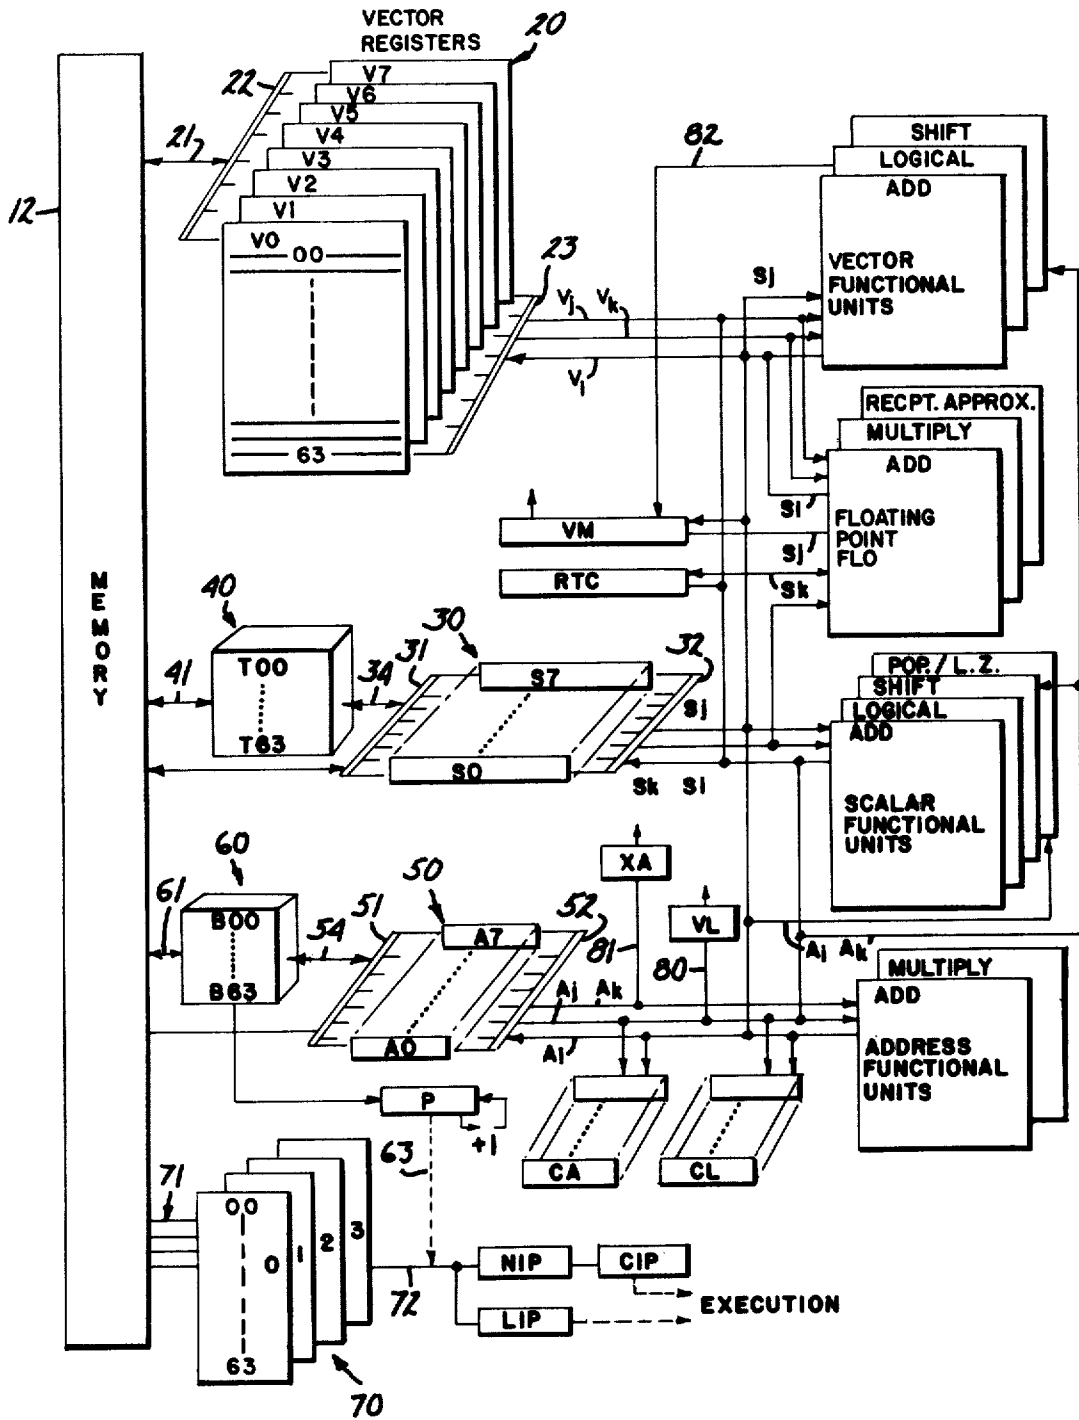 VECTOR
REGISTERS
20
22
V7
V6
V5
V4
V3
V2
V1
V0
00
63
21
12
23
82
SHIFT
LOGICAL
ADD
VECTOR
FUNCTIONAL
UNITS
Sj
Vj Vk
Vi
RECPT. APPROX.
MULTIPLY
ADD
FLOATING
POINT
FLO
Si
Sj
Sk
VM
RTC
MEMORY
40
T00
T63
41
34
31
30
S7
S0
32
Sj
Sk Si
POP. / L. Z.
SHIFT
LOGICAL
ADD
SCALAR
FUNCTIONAL
UNITS
XA
VL
81
80
Ai Ak'
60
61
B00
B63
54
51
50
A7
A0
52
Aj Ak
Ai
MULTIPLY
ADD
ADDRESS
FUNCTIONAL
UNITS
P
+1
63
CA
CL
71
00
63
0
1
2
3
70
72
NIP
CIP
LIP
EXECUTION